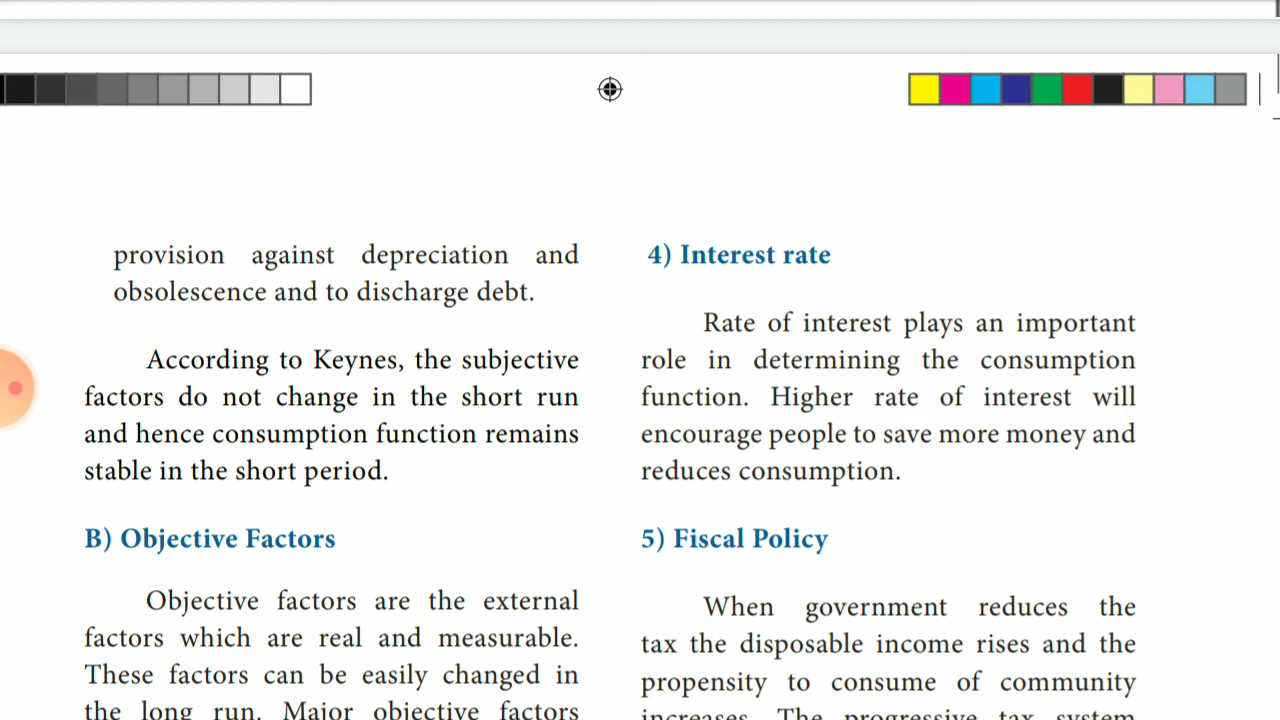 provision against depreciation and
obsolescence and to discharge debt.
According to Keynes, the subjective
factors do not change in the short run
and hence consumption function remains
stable in the short period.
B) Objective Factors
Objective factors are the external
factors which are real and measurable.
These factors can be easily changed in
the long run. Major objective factors
4) Interest rate
Rate of interest plays an important
role in determining the consumption
function. Higher rate of interest will
encourage people to save more money and
reduces consumption.
5) Fiscal Policy
When government reduces the
tax the disposable income rises and the
propensity to consume of community
increases. The progressive tax system